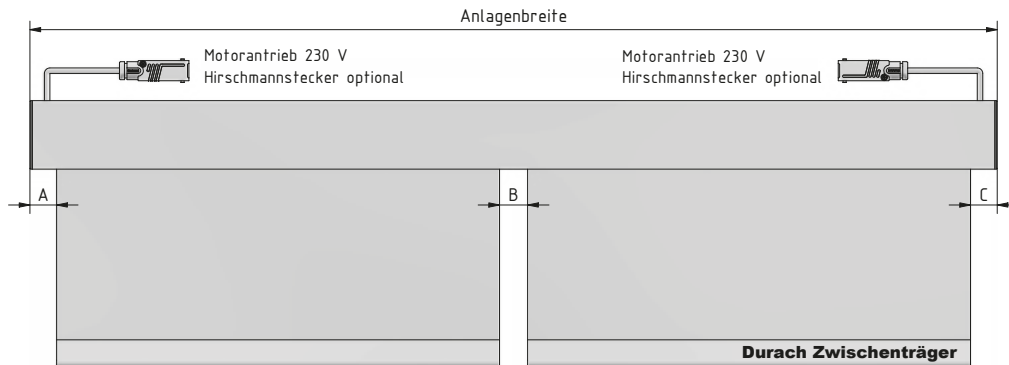 Anlagenbreite
Motorantrieb 230 V
Hirschmannstecker optional
Motorantrieb 230 V
Hirschmannstecker optional
A
B
C
Durach Zwischenträger